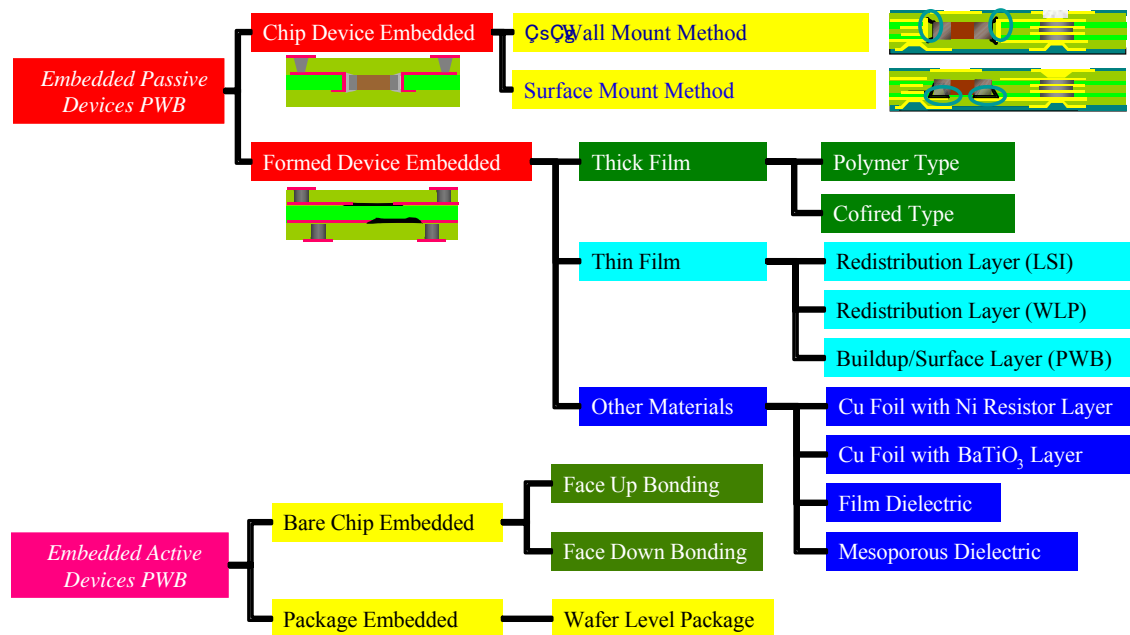 Chip Device Embedded
Wall Mount Method
Embedded Passive
Devices PWB
Surface Mount Method
Formed Device Embedded
Thick Film
Polymer Type
Cofired Type
Thin Film
Redistribution Layer (LSI)
Redistribution Layer (WLP)
Buildup/Surface Layer (PWB)
Other Materials
Cu Foil with Ni Resistor Layer
Cu Foil with BaTiO₃ Layer
Film Dielectric
Mesoporous Dielectric
Embedded Active
Devices PWB
Bare Chip Embedded
Face Up Bonding
Face Down Bonding
Package Embedded
Wafer Level Package